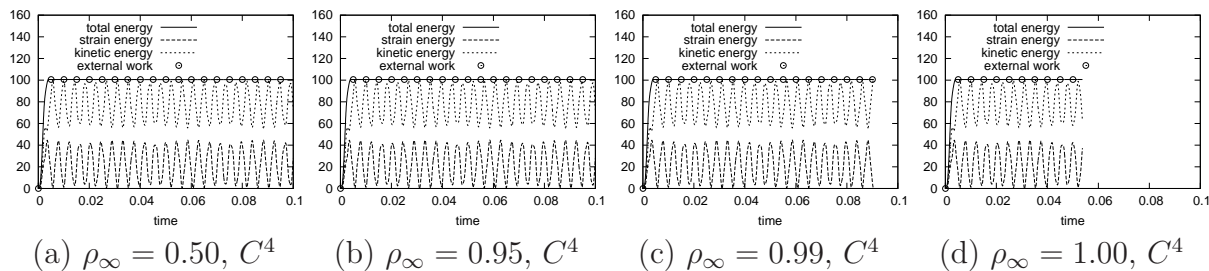 160
140
120
100
80
60
40
20
0
total energy
strain energy
kinetic energy
external work
0 0.02 0.04 0.06 0.08 0.1
time
(a) ρ∞ = 0.50, C⁴
160
140
120
100
80
60
40
20
0
total energy
strain energy
kinetic energy
external work
0 0.02 0.04 0.06 0.08 0.1
time
(b) ρ∞ = 0.95, C⁴
160
140
120
100
80
60
40
20
0
total energy
strain energy
kinetic energy
external work
0 0.02 0.04 0.06 0.08 0.1
time
(c) ρ∞ = 0.99, C⁴
160
140
120
100
80
60
40
20
0
total energy
strain energy
kinetic energy
external work
0 0.02 0.04 0.06 0.08 0.1
time
(d) ρ∞ = 1.00, C⁴